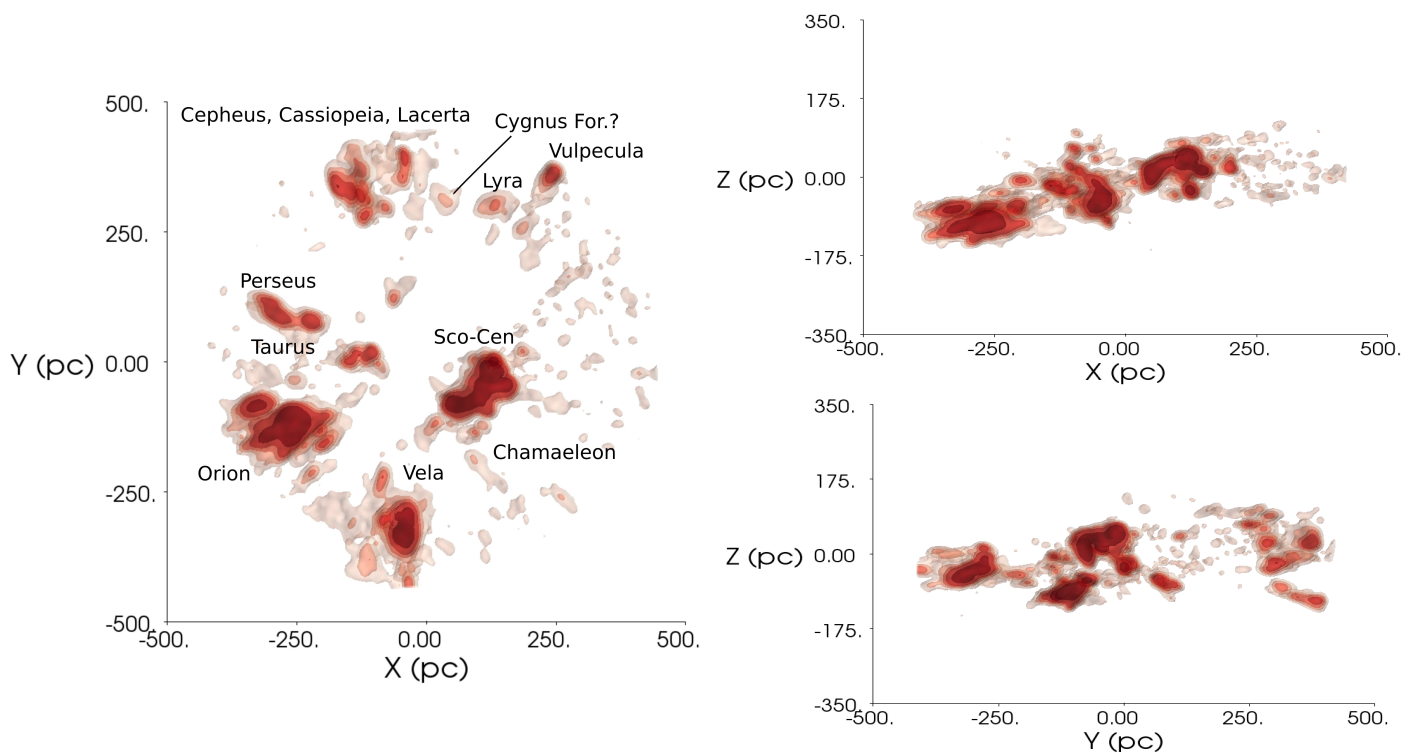 500.
Cepheus, Cassiopeia, Lacerta
Cygnus For.?
Vulpecula
Lyra
250.
Perseus
Taurus
Sco-Cen
Y (pc)
0.00
Chamaeleon
Orion
Vela
-250.
-500.
-500.
-250.
0.00
250.
500.
X (pc)
350.
175.
Z (pc)
0.00
-175.
-350.
-500.
-250.
0.00
250.
500.
X (pc)
350.
175.
Z (pc)
0.00
-175.
-350.
-500.
-250.
0.00
250.
500.
Y (pc)